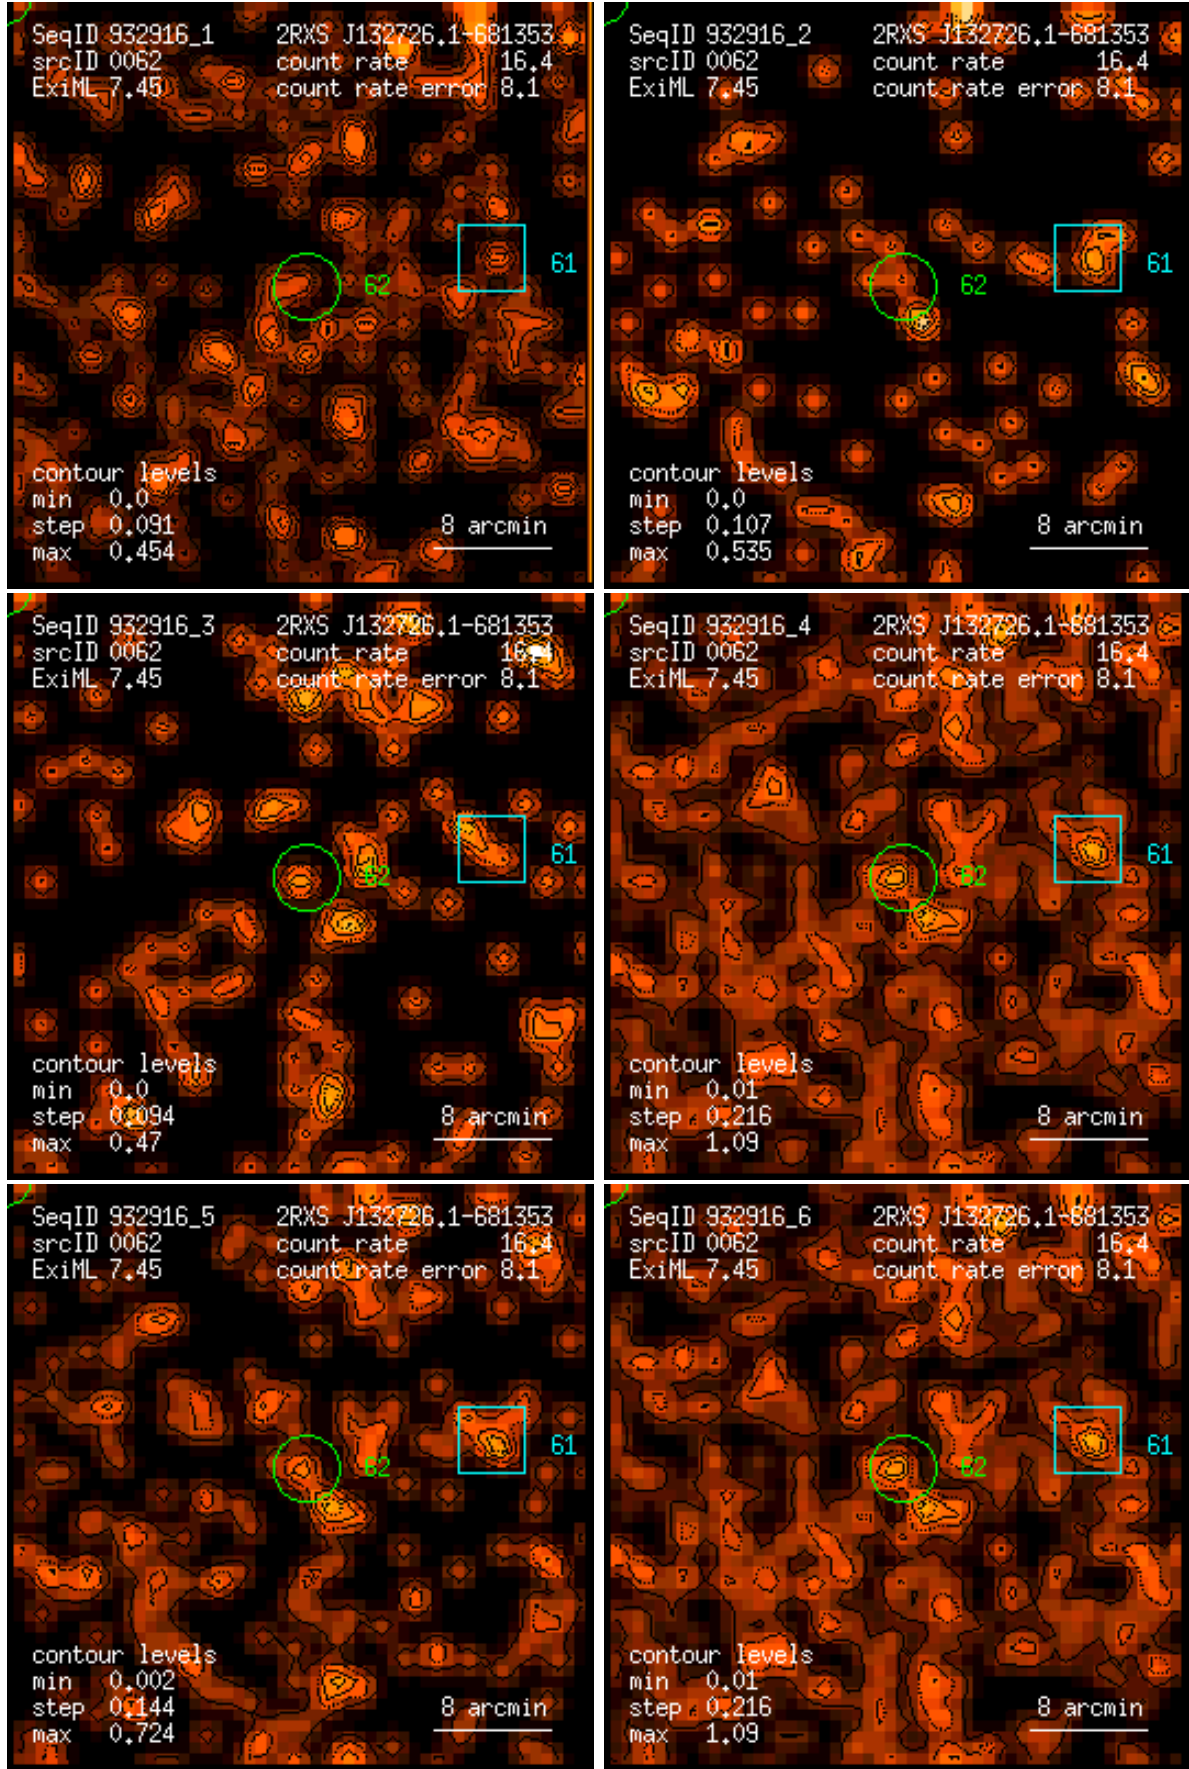 SeqID 932916_1 2RXS J132726.1-681353
srcID 0062 count rate 16.4
ExiML 7.45 count rate error 8.1
61
62
contour levels
min 0.0
step 0.091
max 0.454
8 arcmin
SeqID 932916_2 2RXS J132726.1-681353
srcID 0062 count rate 16.4
ExiML 7.45 count rate error 8.1
61
62
contour levels
min 0.0
step 0.107
max 0.535
8 arcmin
SeqID 932916_3 2RXS J132726.1-681353
srcID 0062 count rate 16.4
ExiML 7.45 count rate error 8.1
61
62
contour levels
min 0.0
step 0.094
max 0.47
8 arcmin
SeqID 932916_4 2RXS J132726.1-681353
srcID 0062 count rate 16.4
ExiML 7.45 count rate error 8.1
61
62
contour levels
min 0.01
step 0.216
max 1.09
8 arcmin
SeqID 932916_5 2RXS J132726.1-681353
srcID 0062 count rate 16.4
ExiML 7.45 count rate error 8.1
61
62
contour levels
min 0.002
step 0.144
max 0.724
8 arcmin
SeqID 932916_6 2RXS J132726.1-681353
srcID 0062 count rate 16.4
ExiML 7.45 count rate error 8.1
61
62
contour levels
min 0.01
step 0.216
max 1.09
8 arcmin